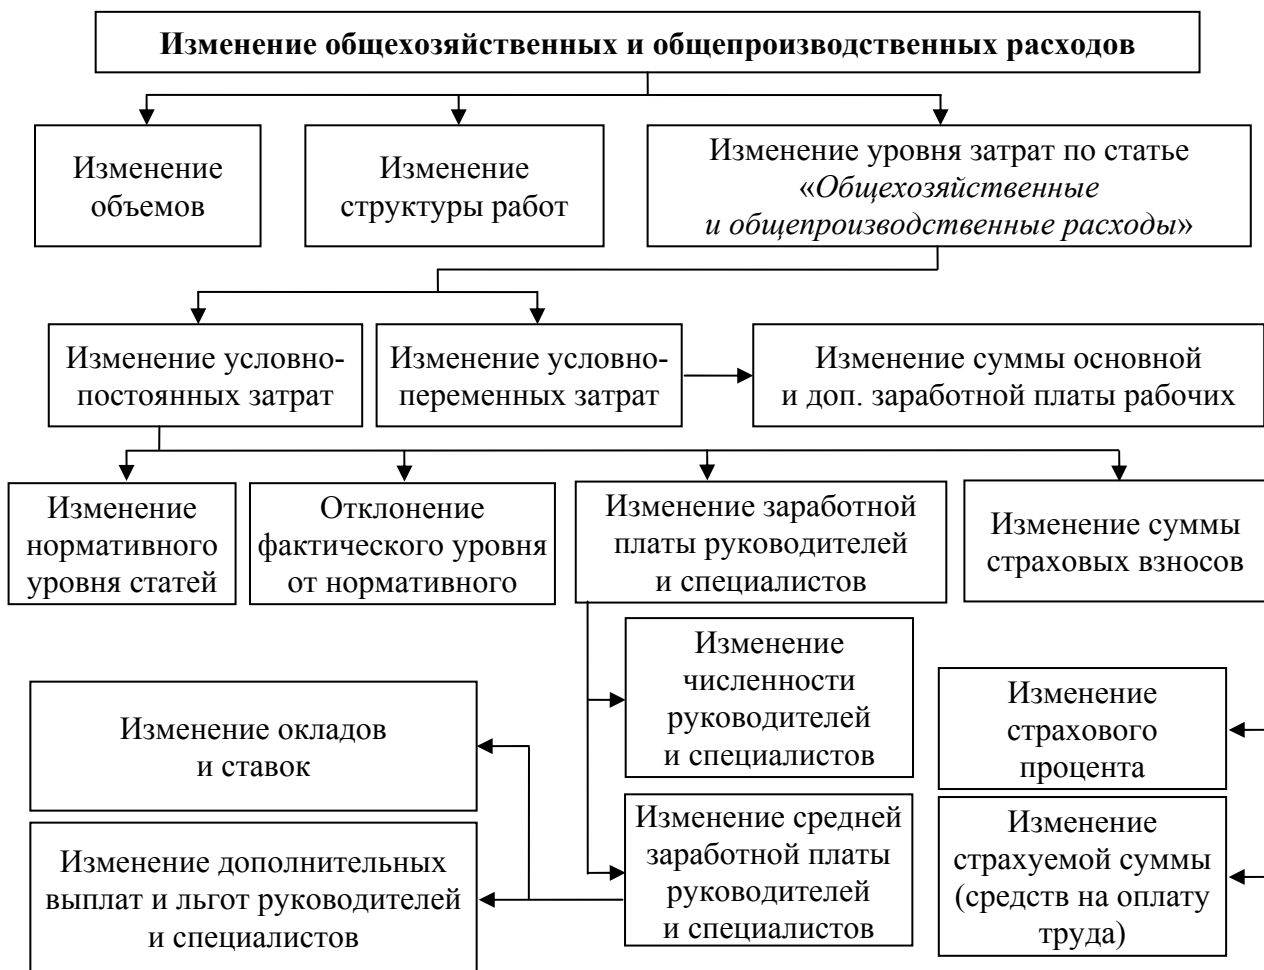 Изменение общехозяйственных и общепроизводственных расходов
Изменение
объемов
Изменение
структуры работ
Изменение уровня затрат по статье
«Общехозяйственные
и общепроизводственные расходы»
Изменение условно-
постоянных затрат
Изменение условно-
переменных затрат
Изменение суммы основной
и доп. заработной платы рабочих
Изменение
нормативного
уровня статей
Отклонение
фактического уровня
от нормативного
Изменение заработной
платы руководителей
и специалистов
Изменение суммы
страховых взносов
Изменение
численности
руководителей
и специалистов
Изменение
страхового
процента
Изменение окладов
и ставок
Изменение средней
заработной платы
руководителей
и специалистов
Изменение
страхуемой суммы
(средств на оплату
труда)
Изменение дополнительных
выплат и льгот руководителей
и специалистов